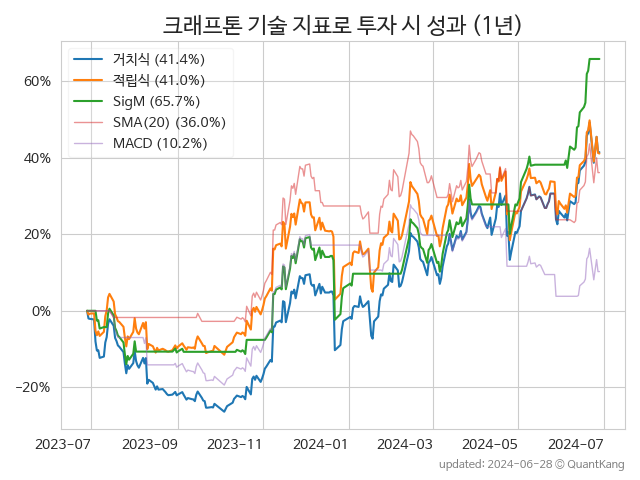 크래프톤 기술 지표로 투자 시 성과 (1년)
거치식 (41.4%)
적립식 (41.0%)
SigM (65.7%)
SMA(20) (36.0%)
MACD (10.2%)
60%
40%
20%
0%
−20%
2023-07 2023-09 2023-11 2024-01 2024-03 2024-05 2024-07
updated: 2024-06-28 © QuantKang